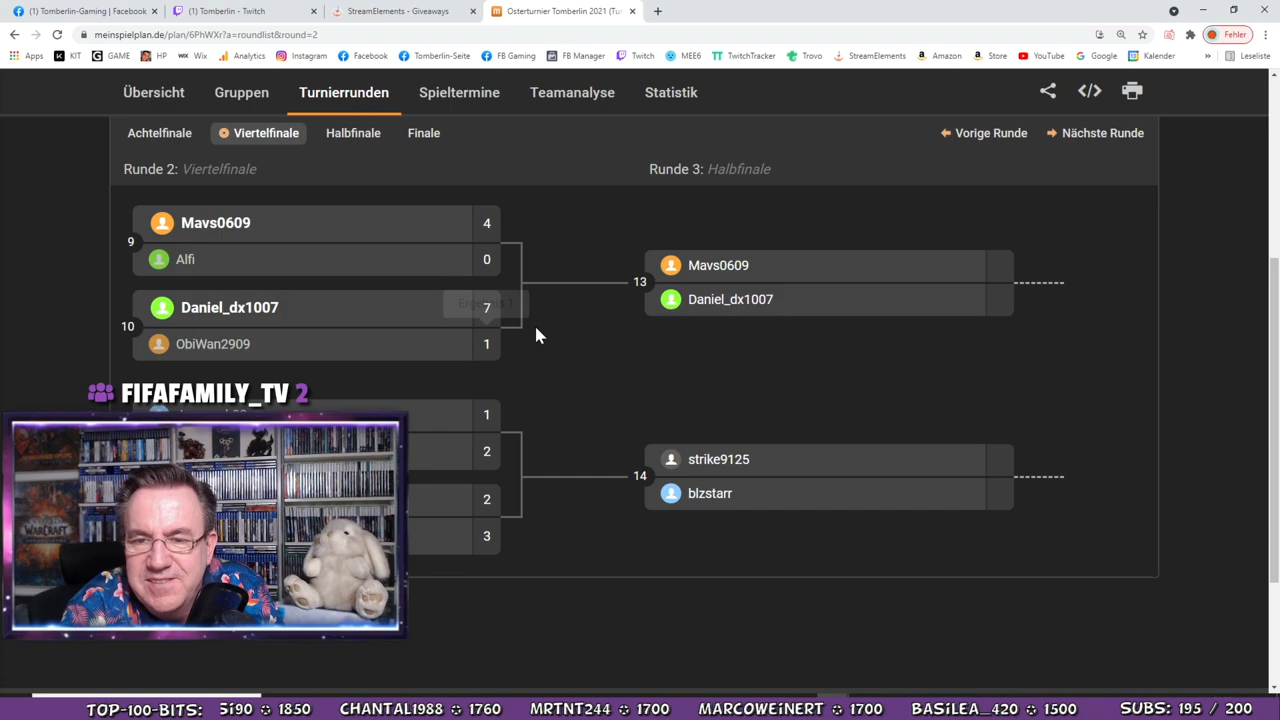 (1) Tomberlin-Gaming | Facebook
(1) Tomberlin - Twitch
StreamElements - Giveaways
Osterturnier Tomberlin 2021 (Tu
meinspielplan.de/plan/6PhWXr?a=roundlist&round=2
Fehler
Apps KIT GAME HP Wix Analytics Instagram Facebook Tomberlin-Seite FB Gaming FB Manager Twitch MEE6 TwitchTracker Trovo StreamElements Amazon Store YouTube Google Kalender » Leseliste
Übersicht Gruppen Turnierrunden Spieltermine Teamanalyse Statistik
Achtelfinale Viertelfinale Halbfinale Finale Vorige Runde Nächste Runde
Runde 2: Viertelfinale Runde 3: Halbfinale
Mavs0609 4
9
Alfi 0
Mavs0609
13
Daniel_dx1007
Daniel_dx1007 7
10
ObiWan2909 1
FIFAFAMILY_TV 2
1
2
strike9125
14
blzstarr
2
3
TOP-100-BITS: 5i90 1850 CHANTAL1988 1760 MRTNT244 1700 MARCOWEINERT 1700 BASILEA_420 1500 SUBS: 195 / 200